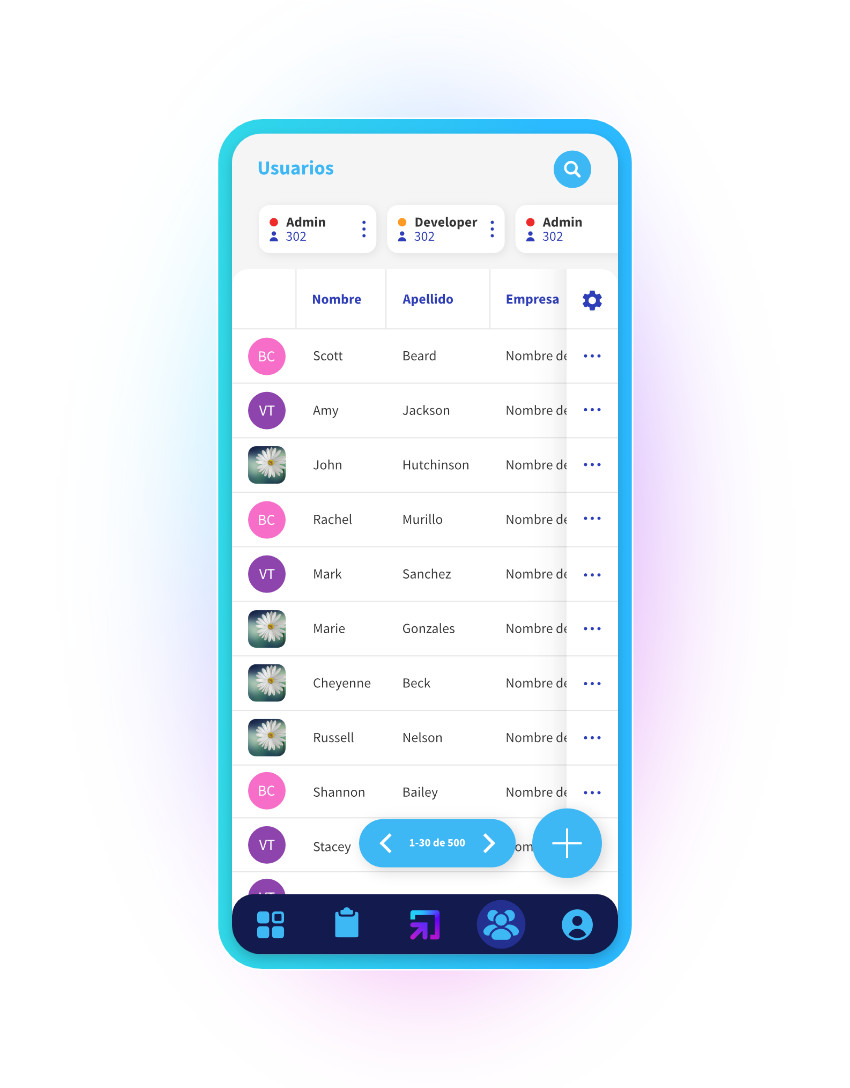 Usuarios
Admin
302
Developer
302
Admin
302
Nombre Apellido Empresa
BC Scott Beard Nombre de
VT Amy Jackson Nombre de
John Hutchinson Nombre de
BC Rachel Murillo Nombre de
VT Mark Sanchez Nombre de
Marie Gonzales Nombre de
Cheyenne Beck Nombre de
Russell Nelson Nombre de
BC Shannon Bailey Nombre de
VT Stacey
1-30 de 500
VT